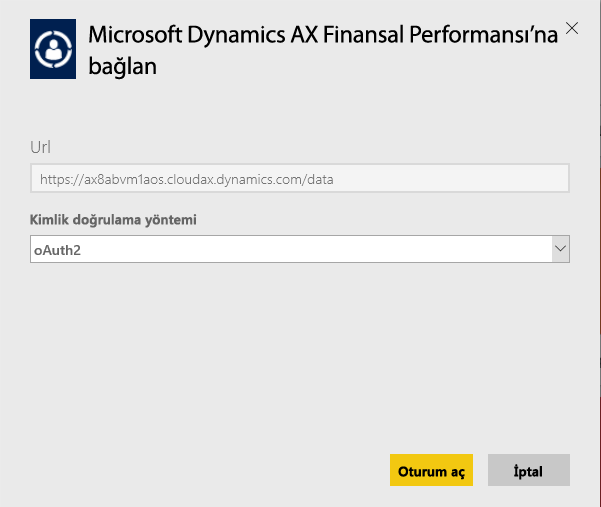 Microsoft Dynamics AX Finansal Performansı’na
bağlan
Url
https://ax8abvm1aos.cloudax.dynamics.com/data
Kimlik doğrulama yöntemi
oAuth2
Oturum aç
İptal